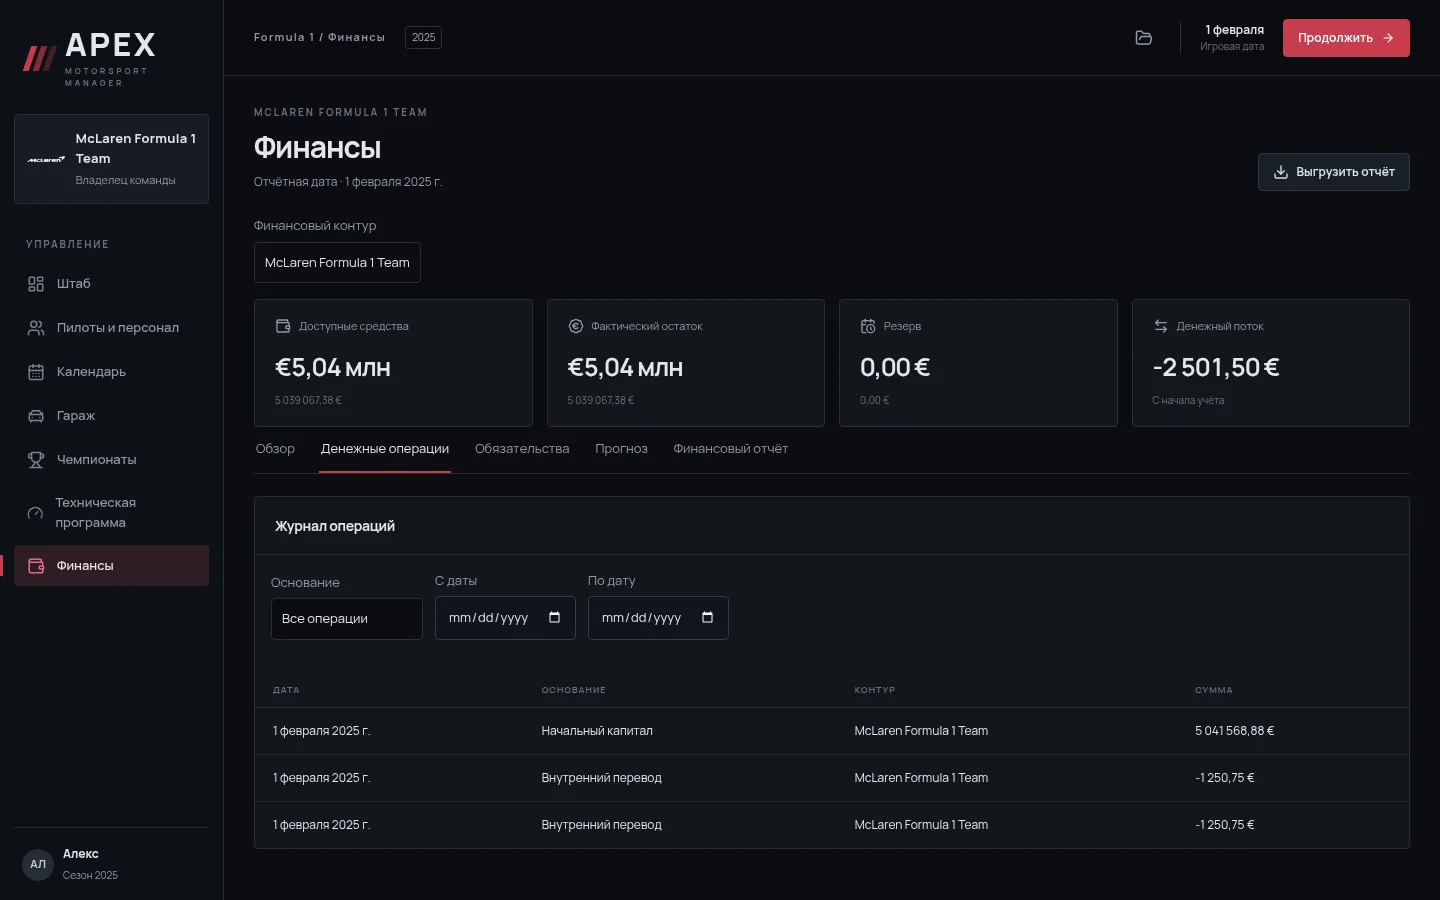 APEX
MOTORSPORT
MANAGER
McLaren
McLaren Formula 1
Team
Владелец команды
УПРАВЛЕНИЕ
Штаб
Пилоты и персонал
Календарь
Гараж
Чемпионаты
Техническая
программа
Финансы
АЛ
Алекс
Сезон 2025
Formula 1 / Финансы
2025
1 февраля
Игровая дата
Продолжить
MCLAREN FORMULA 1 TEAM
Финансы
Отчётная дата · 1 февраля 2025 г.
Выгрузить отчёт
Финансовый контур
McLaren Formula 1 Team
Доступные средства
€5,04 млн
5 039 067,38 €
Фактический остаток
€5,04 млн
5 039 067,38 €
Резерв
0,00 €
0,00 €
Денежный поток
-2 501,50 €
С начала учёта
Обзор
Денежные операции
Обязательства
Прогноз
Финансовый отчёт
Журнал операций
Основание
Все операции
С даты
mm/dd/yyyy
По дату
mm/dd/yyyy
ДАТА ОСНОВАНИЕ КОНТУР СУММА
1 февраля 2025 г. Начальный капитал McLaren Formula 1 Team 5 041 568,88 €
1 февраля 2025 г. Внутренний перевод McLaren Formula 1 Team -1 250,75 €
1 февраля 2025 г. Внутренний перевод McLaren Formula 1 Team -1 250,75 €